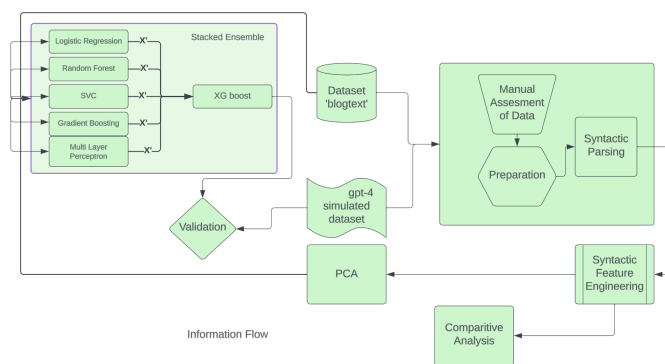 Stacked Ensemble
Logistic Regression
X'
Random Forest
X'
SVC
X'
Gradient Boosting
X'
Multi Layer
Perceptron
X'
XG boost
Dataset
'blogtext'
Manual
Assesment
of Data
Preparation
Syntactic
Parsing
gpt-4
simulated
dataset
Validation
PCA
Syntactic
Feature
Engineering
Information Flow
Comparitive
Analysis